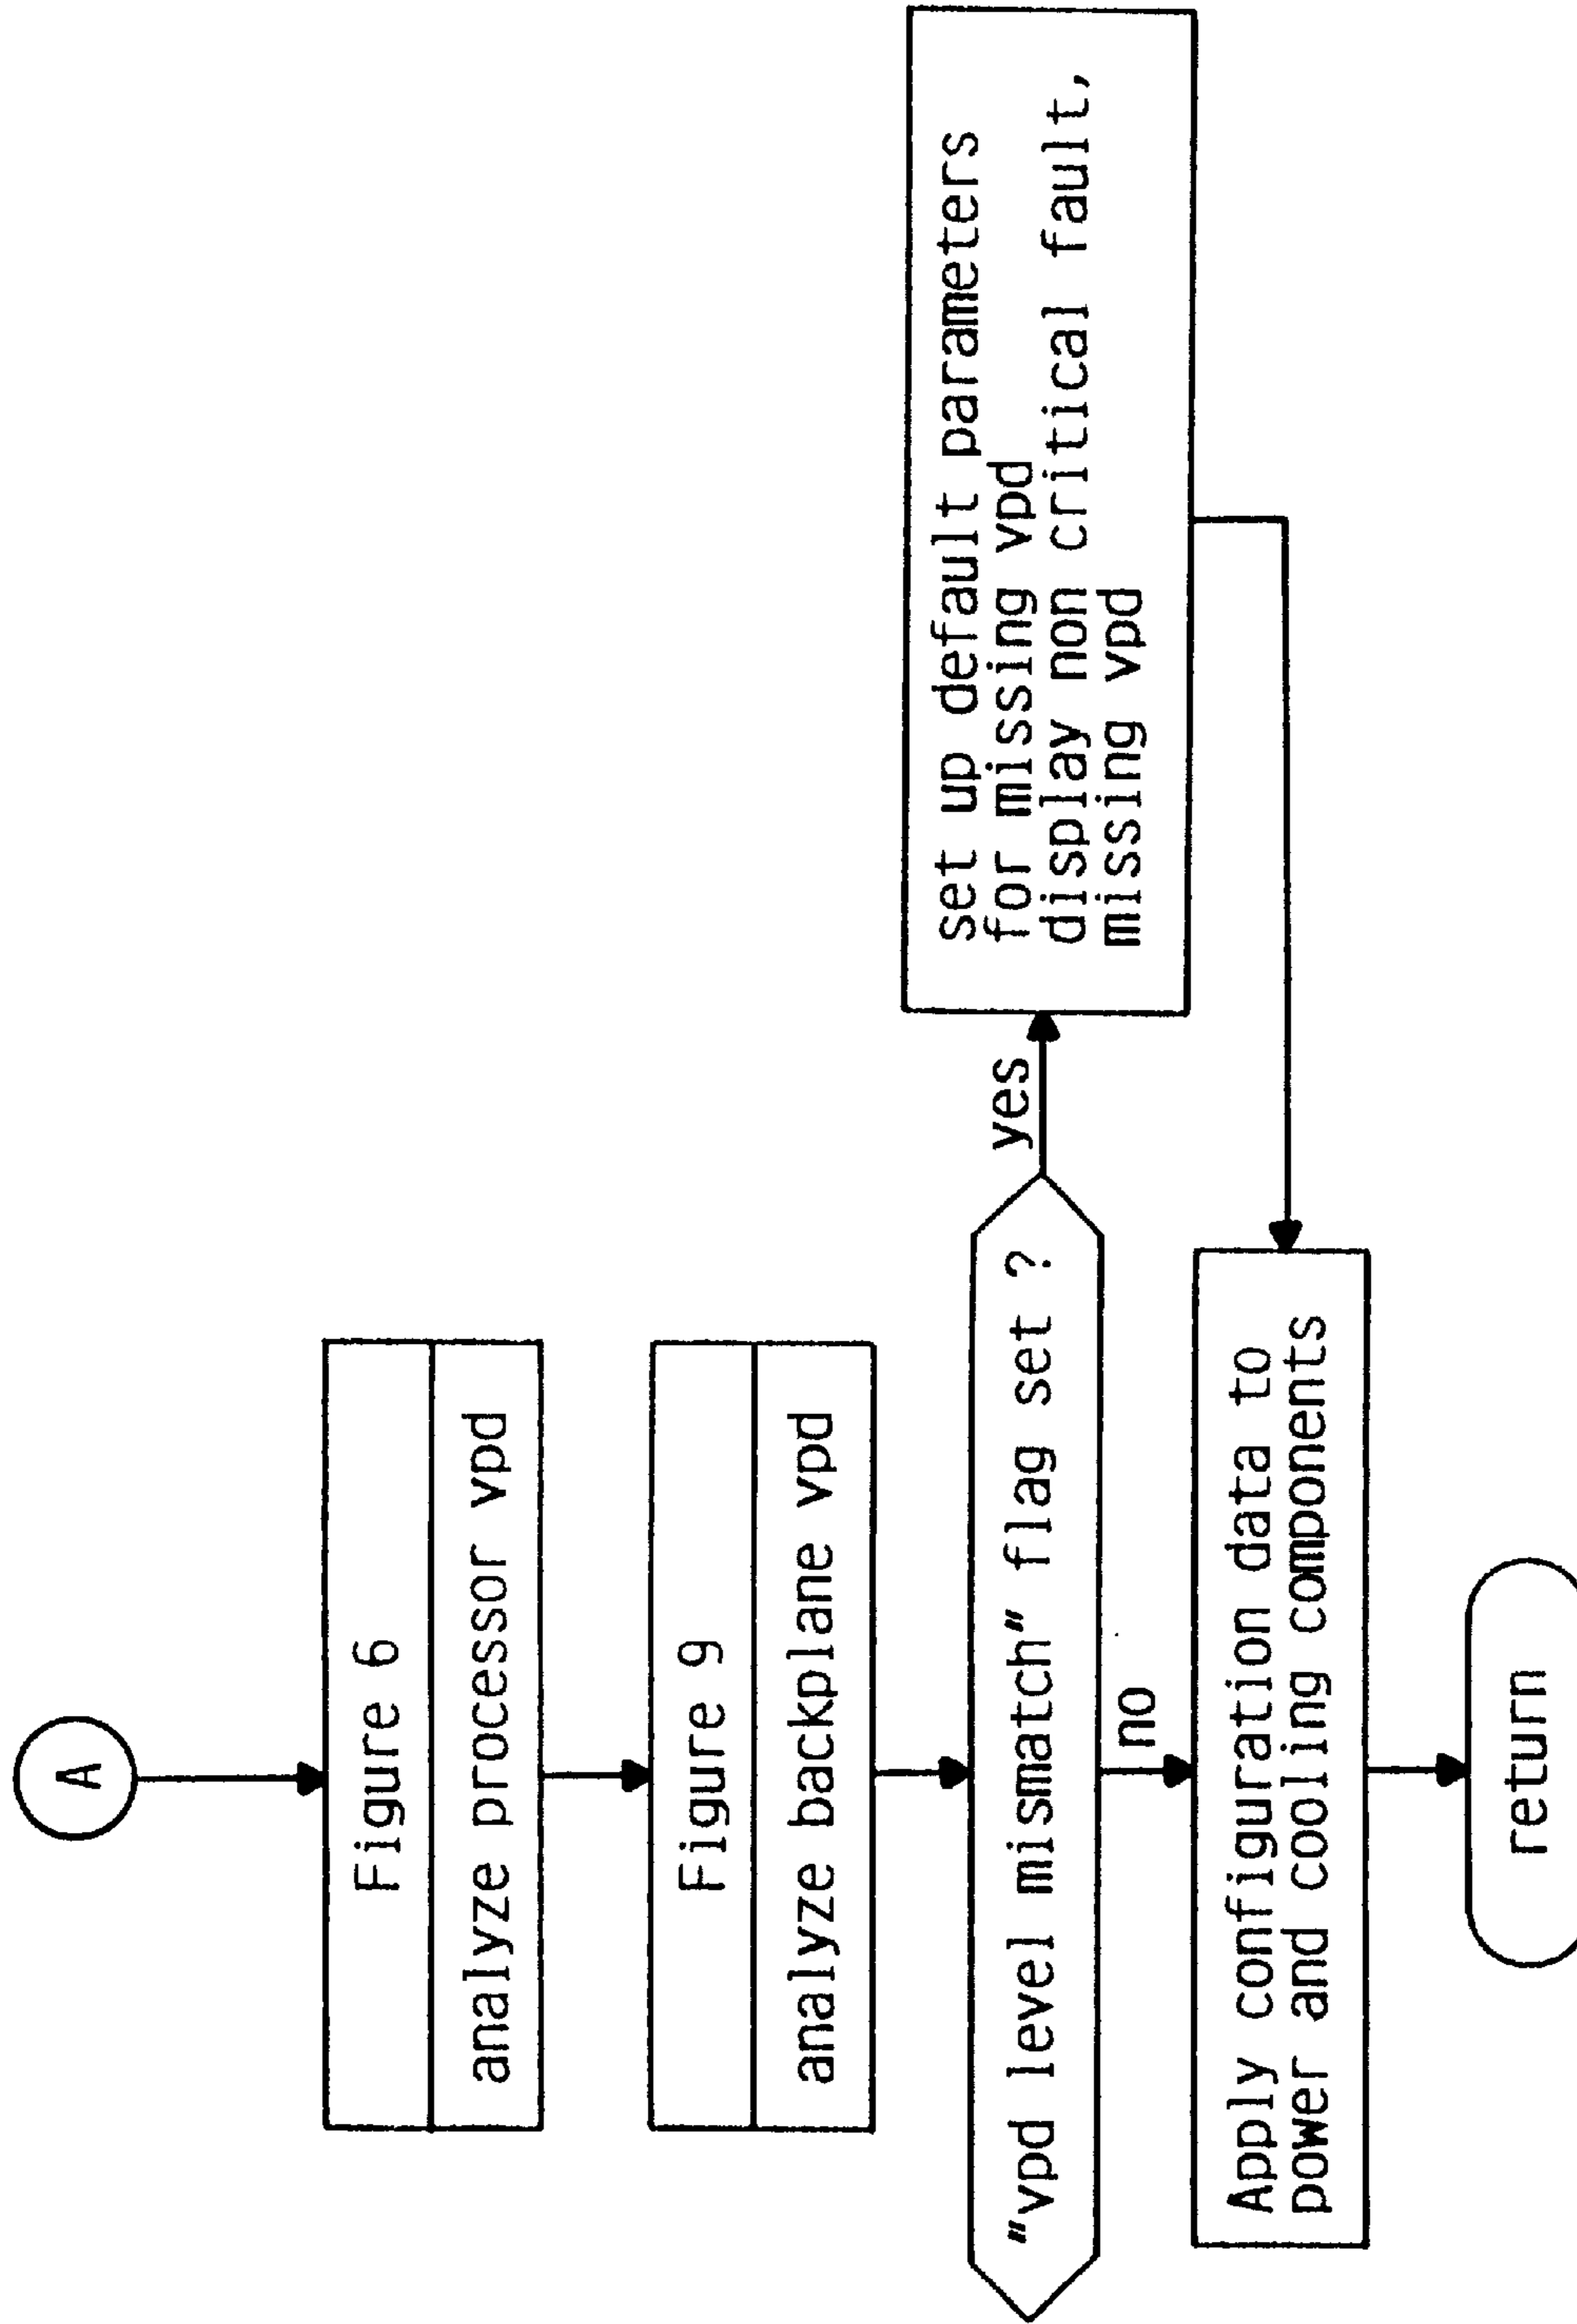 A
Figure 6
analyze processor vpd
Figure 9
analyze backplane vpd
"vpd level mismatch" flag set ?
yes
set up default parameters
for missing vpd
display non critical fault,
missing vpd
no
Apply configuration data to
power and cooling components
return